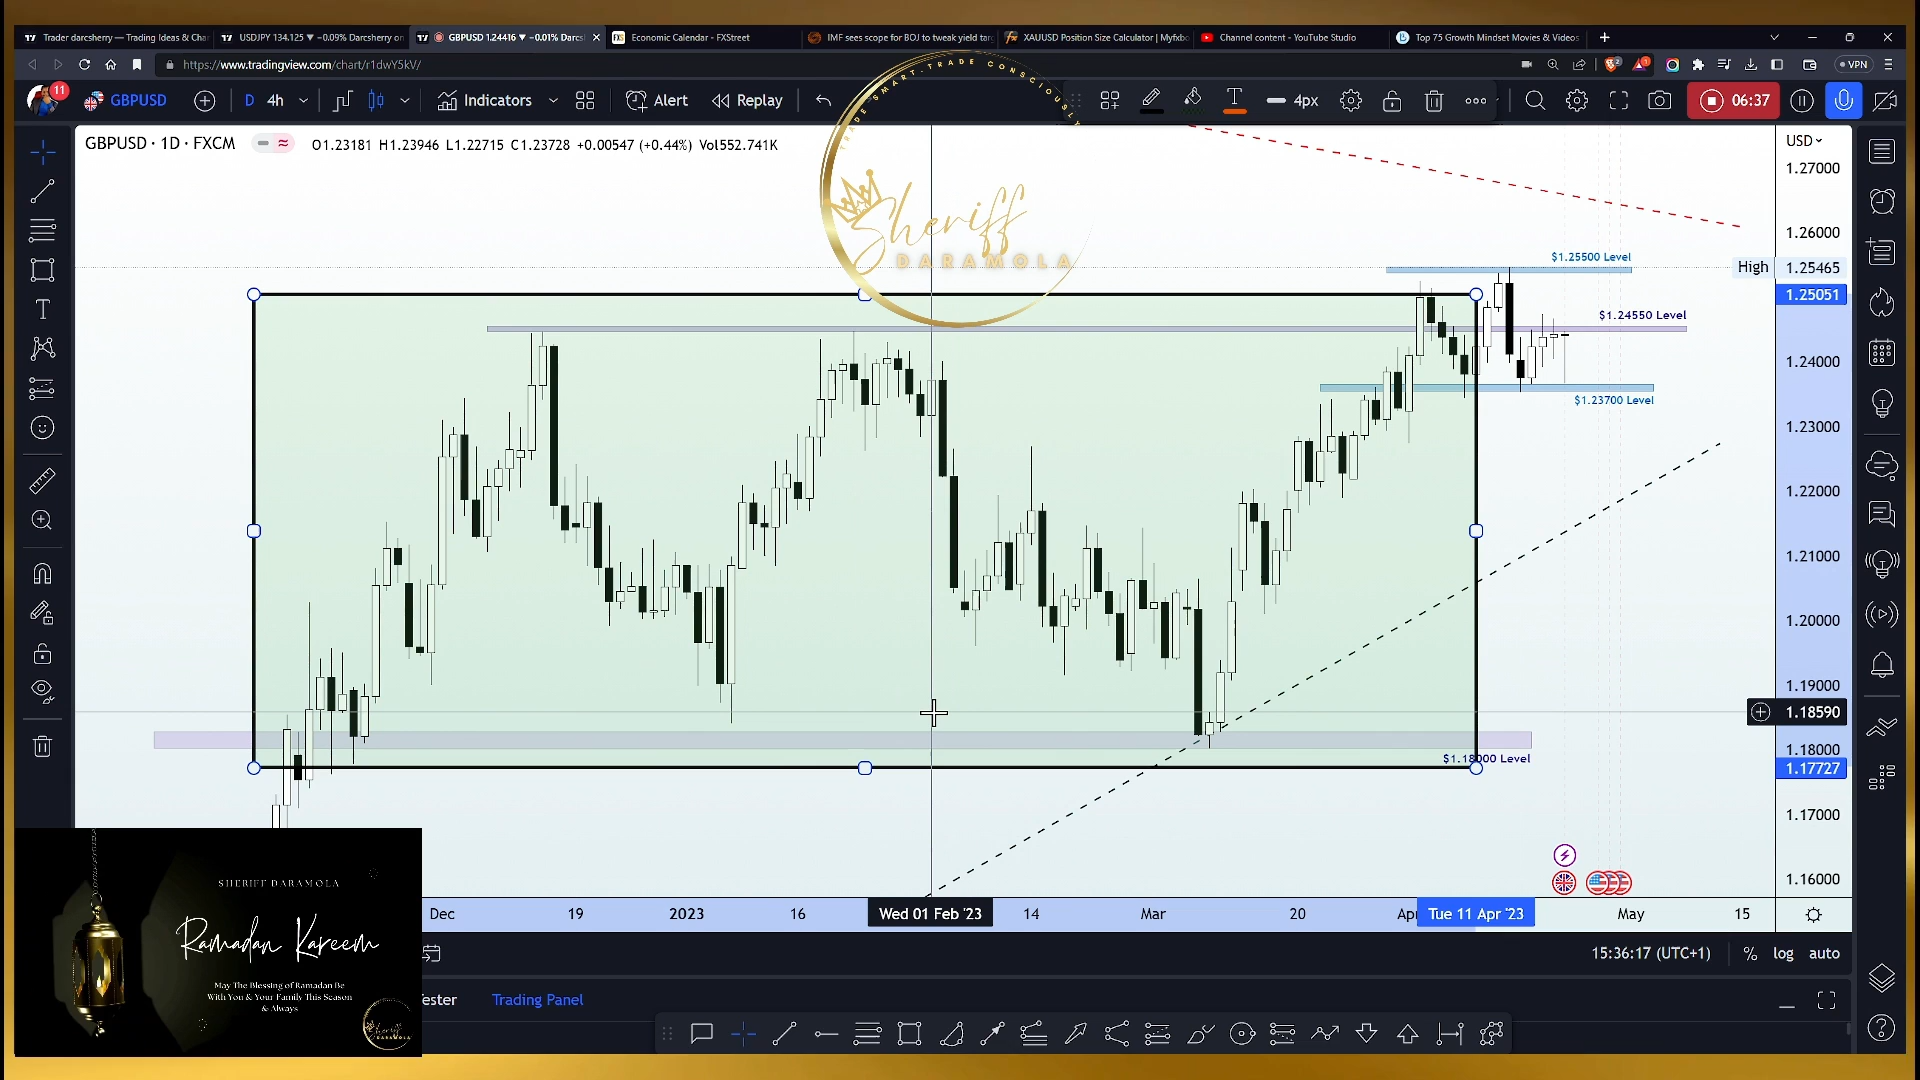 Trader darcsherry — Trading Ideas & Cha
USDJPY 134.125 ▼ −0.09% Darcsherry on
GBPUSD 1.24416 ▼ −0.01% Darcs
Economic Calendar - FXStreet
IMF sees scope for BOJ to tweak yield targ
XAUUSD Position Size Calculator | Myfxbo
Channel content - YouTube Studio
Top 75 Growth Mindset Movies & Videos
https://www.tradingview.com/chart/r1dwY5kV/
VPN
11
GBPUSD
D
4h
Indicators
Alert
Replay
4px
06:37
TRADE SMART-TRADE CONSCIOUSLY
GBPUSD · 1D · FXCM
O1.23181 H1.23946 L1.22715 C1.23728 +0.00547 (+0.44%) Vol552.741K
Sheriff
DARAMOLA
USD
1.27000
1.26000
High 1.25465
1.25051
1.24000
1.23000
1.22000
1.21000
1.20000
1.19000
1.18590
1.18000
1.17727
1.17000
1.16000
$1.25500 Level
$1.24550 Level
$1.23700 Level
$1.18000 Level
Dec
19
2023
16
Wed 01 Feb '23
14
Mar
20
Apr
Tue 11 Apr '23
May
15
15:36:17 (UTC+1)
%
log
auto
ester
Trading Panel
SHERIFF DARAMOLA
Ramadan Kareem
May The Blessing of Ramadan Be
With You & Your Family This Season
& Always
Sheriff
DARAMOLA